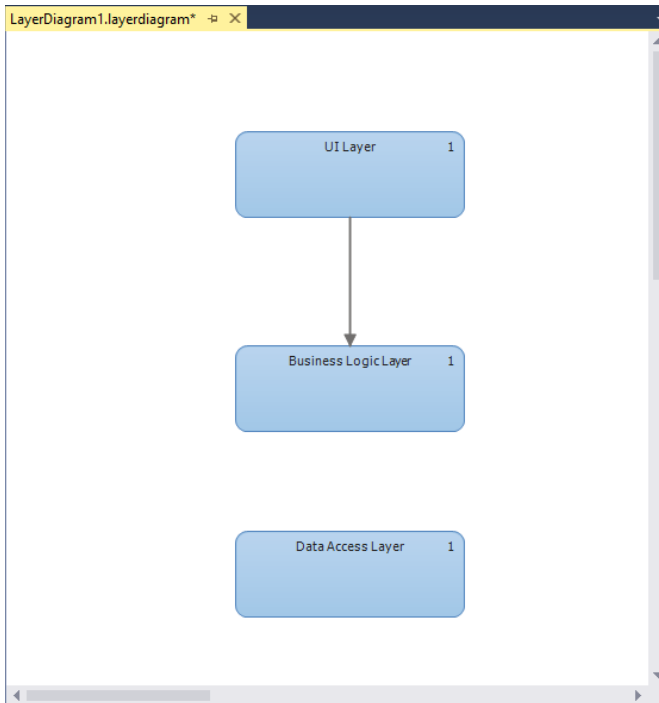 LayerDiagram1.layerdiagram*
UI Layer 1
Business Logic Layer 1
Data Access Layer 1